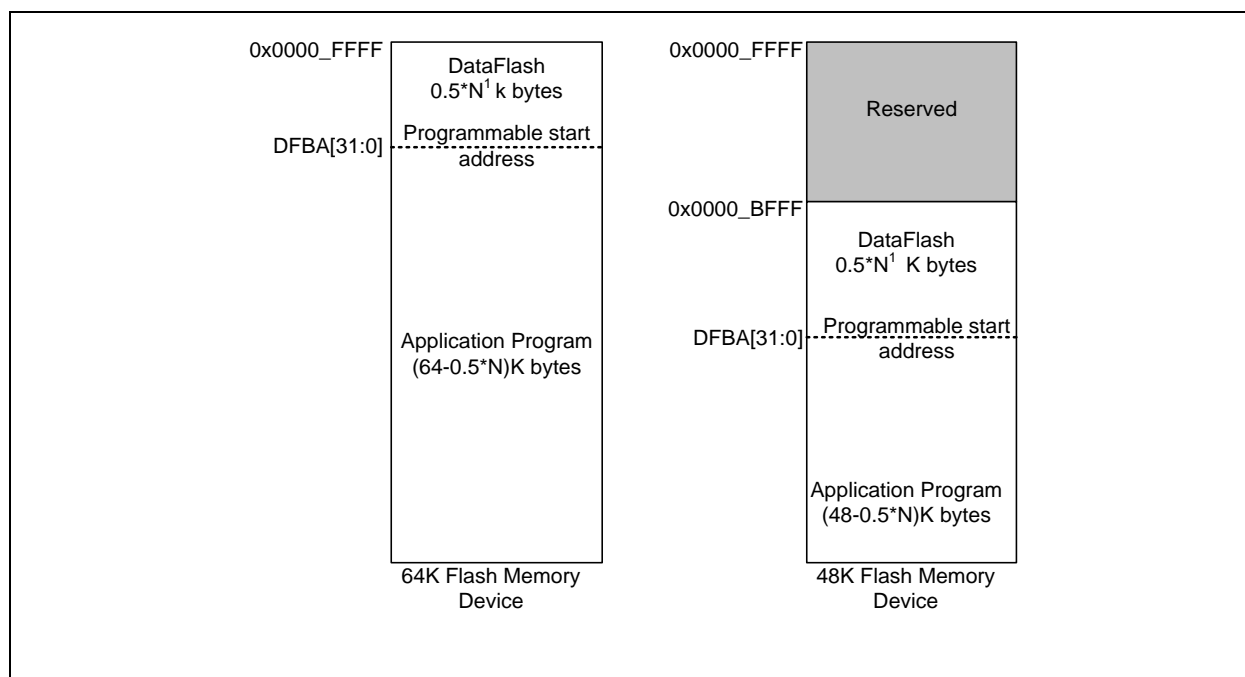 0x0000_FFFF
DataFlash
0.5*N¹ k bytes
DFBA[31:0]
Programmable start
address
Application Program
(64-0.5*N)K bytes
64K Flash Memory
Device
0x0000_FFFF
Reserved
0x0000_BFFF
DataFlash
0.5*N¹ K bytes
DFBA[31:0]
Programmable start
address
Application Program
(48-0.5*N)K bytes
48K Flash Memory
Device